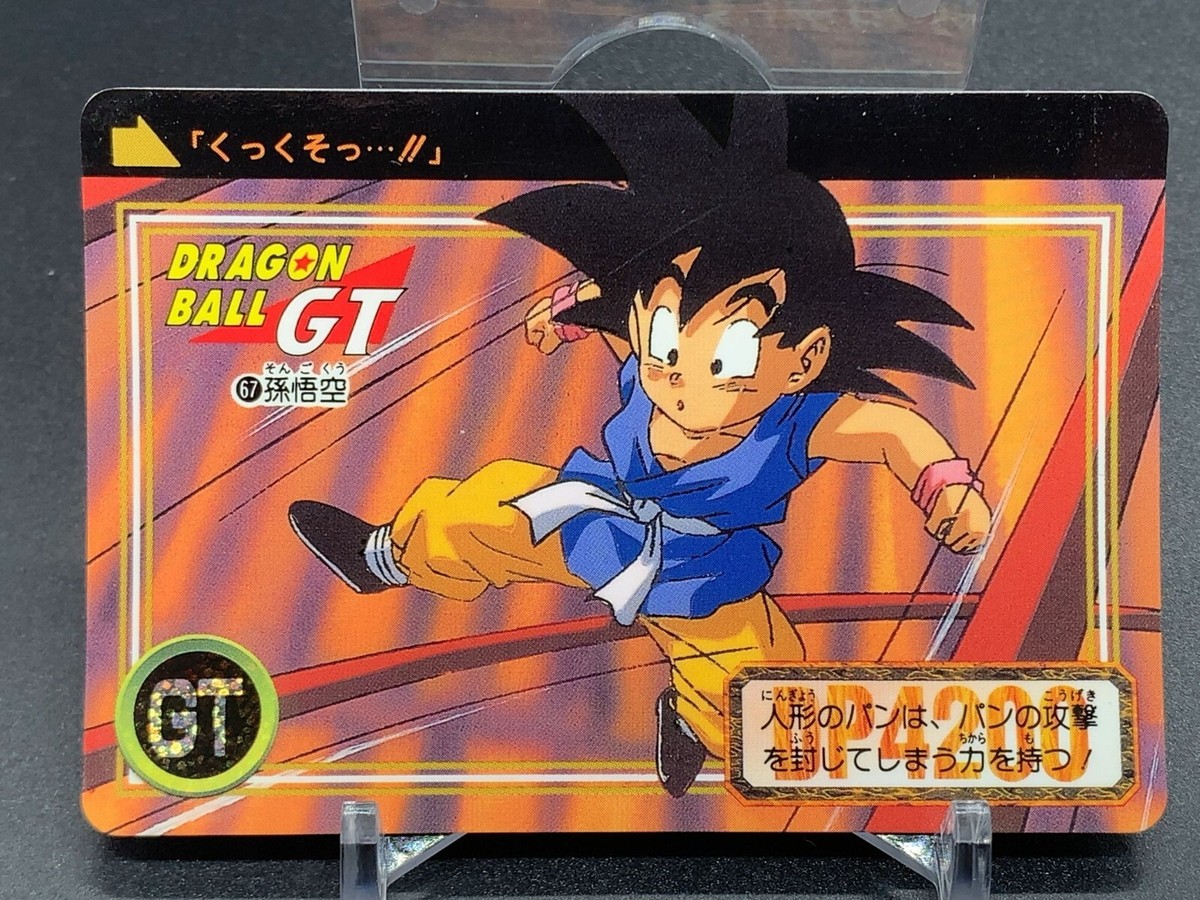 「くっくそっ…!!」
DRAGON
BALL GT
そんごくう
67孫悟空
GT
にんぎょう こうげき
人形のパンは、パンの攻撃
ふう ちから も
を封じてしまう力を持つ!